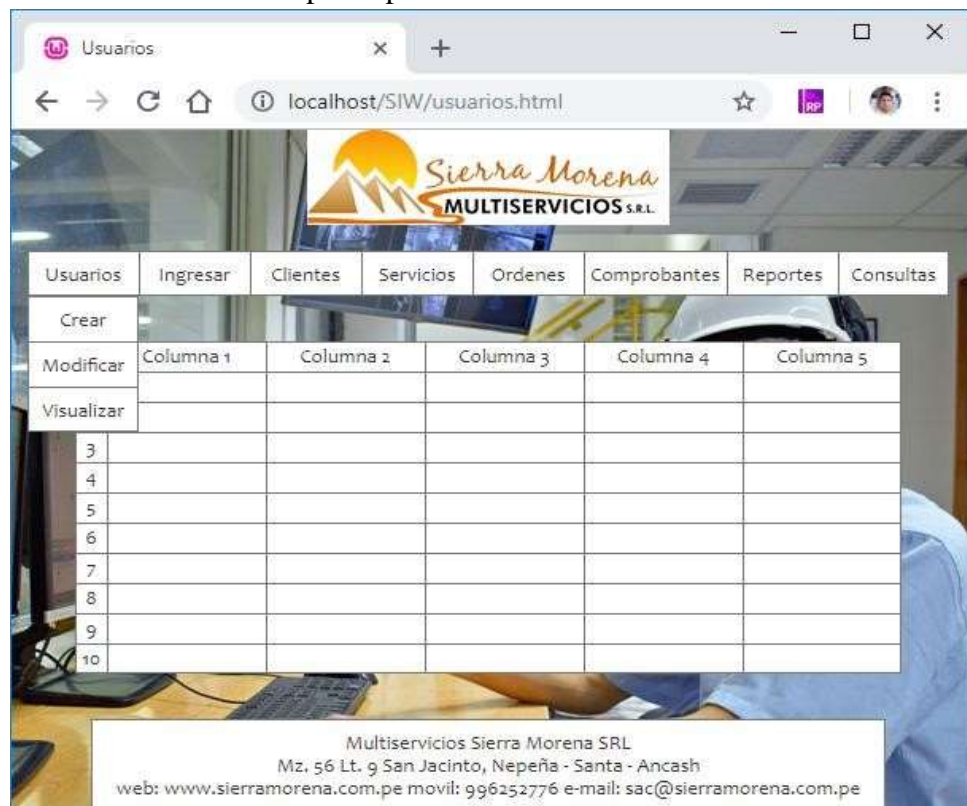 Usuarios
localhost/SIW/usuarios.html
RP
Sierra Morena
MULTISERVICIOS S.R.L.
Usuarios Ingresar Clientes Servicios Ordenes Comprobantes Reportes Consultas
Crear
Modificar
Visualizar
Columna 1 Columna 2 Columna 3 Columna 4 Columna 5
3
4
5
6
7
8
9
10
Multiservicios Sierra Morena SRL
Mz. 56 Lt. 9 San Jacinto, Nepeña - Santa - Ancash
web: www.sierramorena.com.pe movil: 996252776 e-mail: sac@sierramorena.com.pe